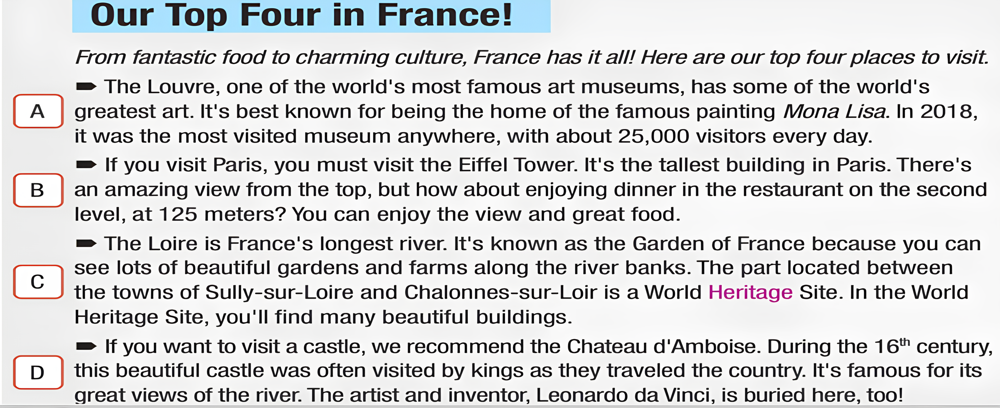 Our Top Four in France!
From fantastic food to charming culture, France has it all! Here are our top four places to visit.
The Louvre, one of the world's most famous art museums, has some of the world's
A
greatest art. It's best known for being the home of the famous painting Mona Lisa. In 2018,
it was the most visited museum anywhere, with about 25,000 visitors every day.
If you visit Paris, you must visit the Eiffel Tower. It's the tallest building in Paris. There's
B
an amazing view from the top, but how about enjoying dinner in the restaurant on the second
level, at 125 meters? You can enjoy the view and great food.
The Loire is France's longest river. It's known as the Garden of France because you can
see lots of beautiful gardens and farms along the river banks. The part located between
C
the towns of Sully-sur-Loire and Chalonnes-sur-Loir is a World Heritage Site. In the World
Heritage Site, you'll find many beautiful buildings.
If you want to visit a castle, we recommend the Chateau d'Amboise. During the 16th century,
D
this beautiful castle was often visited by kings as they traveled the country. It's famous for its
great views of the river. The artist and inventor, Leonardo da Vinci, is buried here, too!